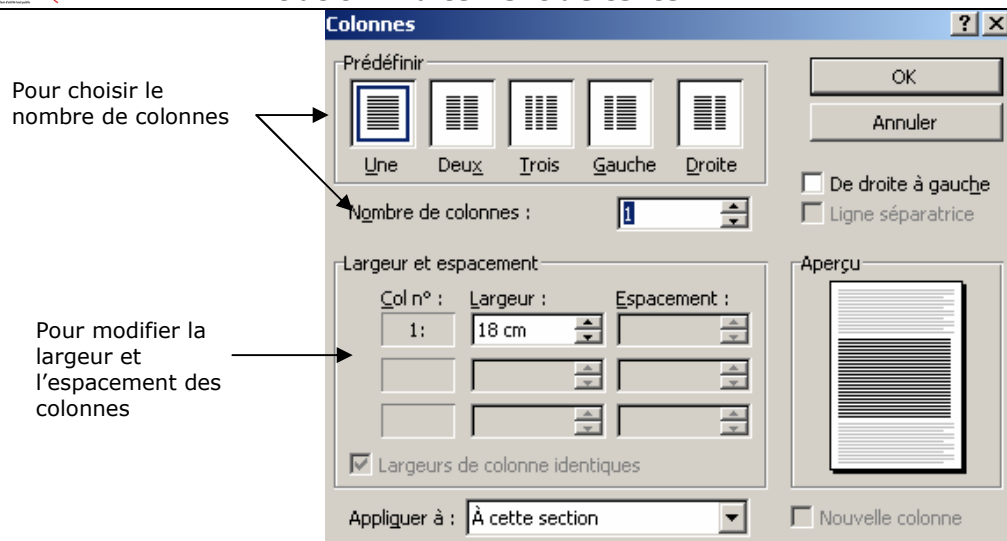 Colonnes
Prédéfinir
Pour choisir le
nombre de colonnes
Une Deux Trois Gauche Droite
OK
Annuler
De droite à gauche
Ligne séparatrice
Nombre de colonnes : 1
Largeur et espacement
Col n° : Largeur : Espacement :
1: 18 cm
Pour modifier la
largeur et
l'espacement des
colonnes
Largeurs de colonne identiques
Aperçu
Appliquer à : À cette section
Nouvelle colonne